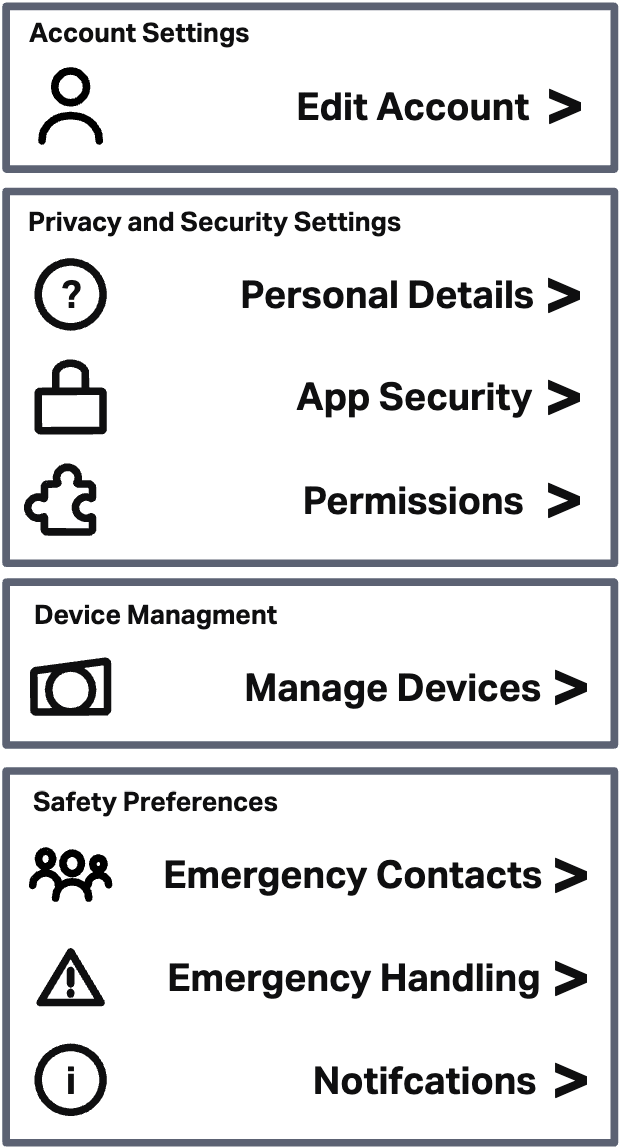 Account Settings
Edit Account >
Privacy and Security Settings
? Personal Details >
App Security >
Permissions >
Device Managment
Manage Devices >
Safety Preferences
Emergency Contacts >
! Emergency Handling >
i Notifcations >